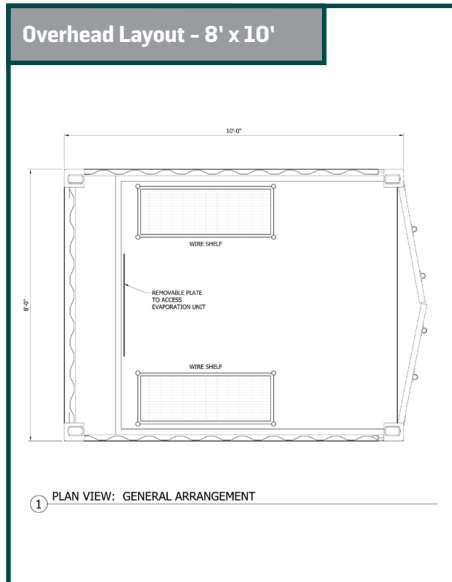 Overhead Layout - 8' x 10'
10'-0"
8'-0"
WIRE SHELF
REMOVABLE PLATE
TO ACCESS
EVAPORATION UNIT
WIRE SHELF
1 PLAN VIEW: GENERAL ARRANGEMENT